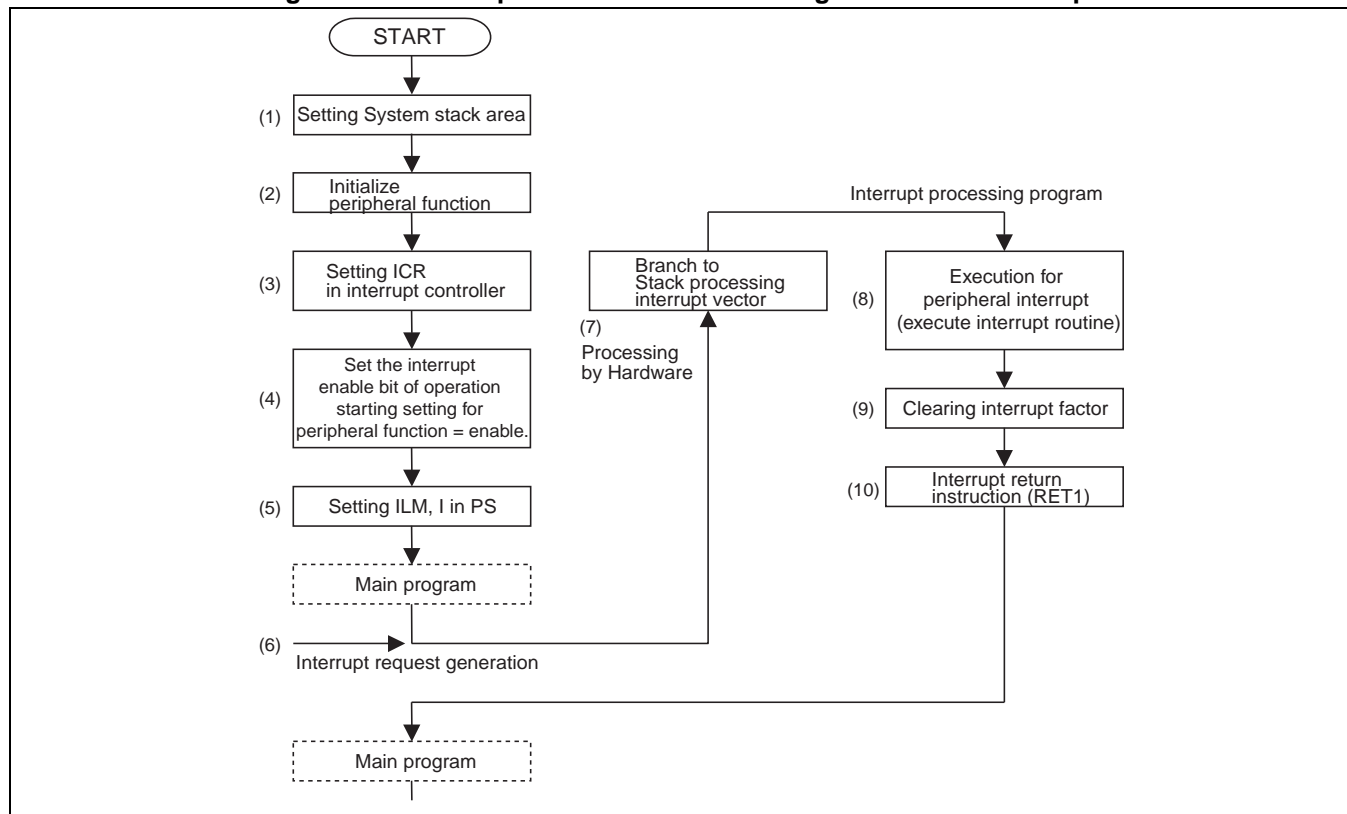 START
(1)
Setting System stack area
(2)
Initialize
peripheral function
(3)
Setting ICR
in interrupt controller
(4)
Set the interrupt
enable bit of operation
starting setting for
peripheral function = enable.
(5)
Setting ILM, I in PS
Main program
(6)
Interrupt request generation
Branch to
Stack processing
interrupt vector
(7)
Processing
by Hardware
Interrupt processing program
(8)
Execution for
peripheral interrupt
(execute interrupt routine)
(9)
Clearing interrupt factor
(10)
Interrupt return
instruction (RET1)
Main program